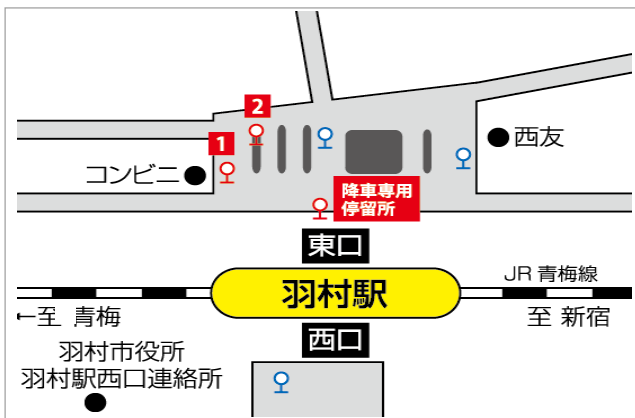 2
1
西友
コンビニ
降車専用
停留所
東口
JR 青梅線
羽村駅
←至 青梅
至 新宿
西口
羽村市役所
羽村駅西口連絡所